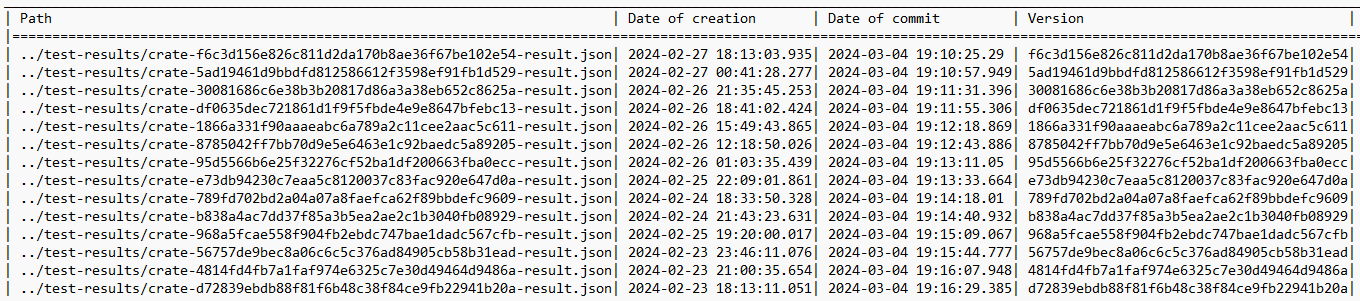 | Path | Date of creation | Date of commit | Version |
|==============================================================================================================================================|
| ../test-results/crate-f6c3d156e826c811d2da170b8ae36f67be102e54-result.json| 2024-02-27 18:13:03.935| 2024-03-04 19:10:25.29 | f6c3d156e826c811d2da170b8ae36f67be102e54|
| ../test-results/crate-5ad19461d9bbdfd812586612f3598ef91fb1d529-result.json| 2024-02-27 00:41:28.277| 2024-03-04 19:10:57.949| 5ad19461d9bbdfd812586612f3598ef91fb1d529|
| ../test-results/crate-30081686c6e38b3b20817d86a3a38eb652c8625a-result.json| 2024-02-26 21:35:45.253| 2024-03-04 19:11:31.396| 30081686c6e38b3b20817d86a3a38eb652c8625a|
| ../test-results/crate-df0635dec721861d1f9f5fbde4e9e8647bfebc13-result.json| 2024-02-26 18:41:02.424| 2024-03-04 19:11:55.306| df0635dec721861d1f9f5fbde4e9e8647bfebc13|
| ../test-results/crate-1866a331f90aaaeabc6a789a2c11cee2aac5c611-result.json| 2024-02-26 15:49:43.865| 2024-03-04 19:12:18.869| 1866a331f90aaaeabc6a789a2c11cee2aac5c611|
| ../test-results/crate-8785042ff7bb70d9e5e6463e1c92baedc5a89205-result.json| 2024-02-26 12:18:50.026| 2024-03-04 19:12:43.886| 8785042ff7bb70d9e5e6463e1c92baedc5a89205|
| ../test-results/crate-95d5566b6e25f32276cf52ba1df200663fba0ecc-result.json| 2024-02-26 01:03:35.439| 2024-03-04 19:13:11.05 | 95d5566b6e25f32276cf52ba1df200663fba0ecc|
| ../test-results/crate-e73db94230c7eaa5c8120037c83fac920e647d0a-result.json| 2024-02-25 22:09:01.861| 2024-03-04 19:13:33.664| e73db94230c7eaa5c8120037c83fac920e647d0a|
| ../test-results/crate-789fd702bd2a04a07a8faefca62f89bbdefc9609-result.json| 2024-02-24 18:33:50.328| 2024-03-04 19:14:18.01 | 789fd702bd2a04a07a8faefca62f89bbdefc9609|
| ../test-results/crate-b838a4ac7dd37f85a3b5ea2ae2c1b3040fb08929-result.json| 2024-02-24 21:43:23.631| 2024-03-04 19:14:40.932| b838a4ac7dd37f85a3b5ea2ae2c1b3040fb08929|
| ../test-results/crate-968a5fcae558f904fb2ebdc747bae1dadc567cfb-result.json| 2024-02-25 19:20:00.017| 2024-03-04 19:15:09.067| 968a5fcae558f904fb2ebdc747bae1dadc567cfb|
| ../test-results/crate-56757de9bec8a06c6c5c376ad84905cb58b31ead-result.json| 2024-02-23 23:46:11.076| 2024-03-04 19:15:44.777| 56757de9bec8a06c6c5c376ad84905cb58b31ead|
| ../test-results/crate-4814fd4fb7a1faf974e6325c7e30d49464d9486a-result.json| 2024-02-23 21:00:35.654| 2024-03-04 19:16:07.948| 4814fd4fb7a1faf974e6325c7e30d49464d9486a|
| ../test-results/crate-d72839ebdb88f81f6b48c38f84ce9fb22941b20a-result.json| 2024-02-23 18:13:11.051| 2024-03-04 19:16:29.385| d72839ebdb88f81f6b48c38f84ce9fb22941b20a|